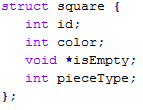 struct square {
    int id;
    int color;
    void *isEmpty;
    int pieceType;
};